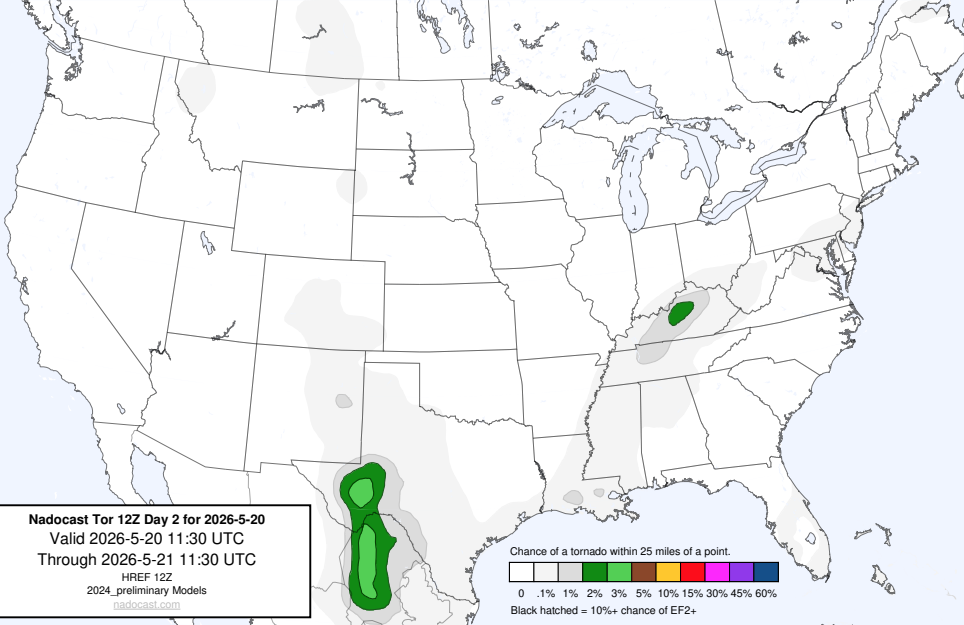 Nadocast Tor 12Z Day 2 for 2026-5-20
Valid 2026-5-20 11:30 UTC
Through 2026-5-21 11:30 UTC
HREF 12Z
2024_preliminary Models
nadocast.com
Chance of a tornado within 25 miles of a point.
0 .1% 1% 2% 3% 5% 10% 15% 30% 45% 60%
Black hatched = 10%+ chance of EF2+